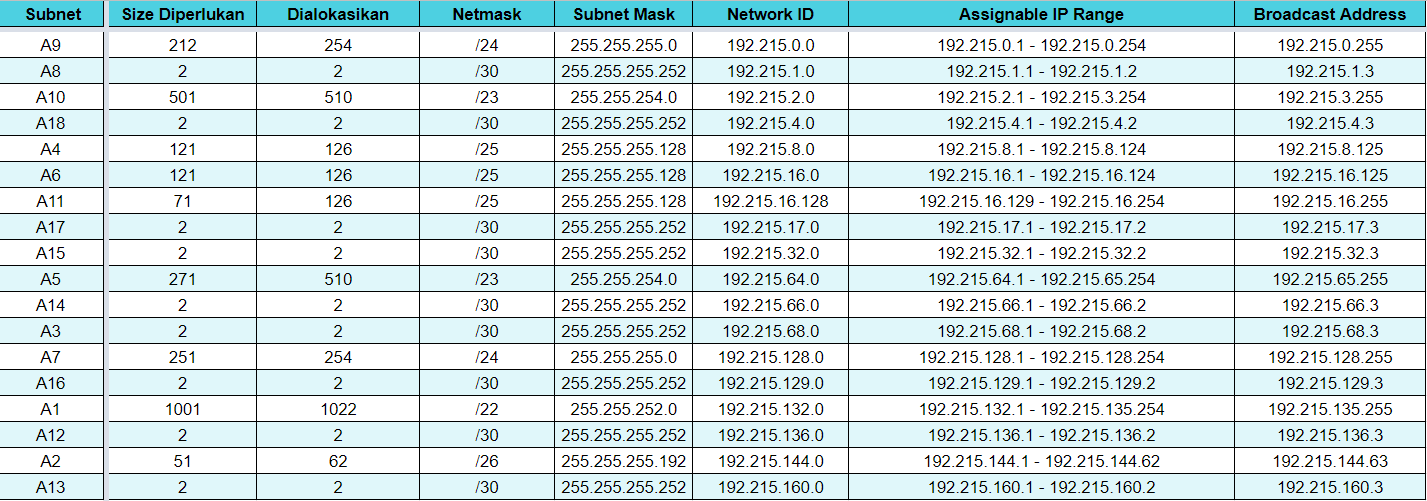 Subnet Size Diperlukan Dialokasikan Netmask Subnet Mask Network ID Assignable IP Range Broadcast Address
A9 212 254 /24 255.255.255.0 192.215.0.0 192.215.0.1 - 192.215.0.254 192.215.0.255
A8 2 2 /30 255.255.255.252 192.215.1.0 192.215.1.1 - 192.215.1.2 192.215.1.3
A10 501 510 /23 255.255.254.0 192.215.2.0 192.215.2.1 - 192.215.3.254 192.215.3.255
A18 2 2 /30 255.255.255.252 192.215.4.0 192.215.4.1 - 192.215.4.2 192.215.4.3
A4 121 126 /25 255.255.255.128 192.215.8.0 192.215.8.1 - 192.215.8.124 192.215.8.125
A6 121 126 /25 255.255.255.128 192.215.16.0 192.215.16.1 - 192.215.16.124 192.215.16.125
A11 71 126 /25 255.255.255.128 192.215.16.128 192.215.16.129 - 192.215.16.254 192.215.16.255
A17 2 2 /30 255.255.255.252 192.215.17.0 192.215.17.1 - 192.215.17.2 192.215.17.3
A15 2 2 /30 255.255.255.252 192.215.32.0 192.215.32.1 - 192.215.32.2 192.215.32.3
A5 271 510 /23 255.255.254.0 192.215.64.0 192.215.64.1 - 192.215.65.254 192.215.65.255
A14 2 2 /30 255.255.255.252 192.215.66.0 192.215.66.1 - 192.215.66.2 192.215.66.3
A3 2 2 /30 255.255.255.252 192.215.68.0 192.215.68.1 - 192.215.68.2 192.215.68.3
A7 251 254 /24 255.255.255.0 192.215.128.0 192.215.128.1 - 192.215.128.254 192.215.128.255
A16 2 2 /30 255.255.255.252 192.215.129.0 192.215.129.1 - 192.215.129.2 192.215.129.3
A1 1001 1022 /22 255.255.252.0 192.215.132.0 192.215.132.1 - 192.215.135.254 192.215.135.255
A12 2 2 /30 255.255.255.252 192.215.136.0 192.215.136.1 - 192.215.136.2 192.215.136.3
A2 51 62 /26 255.255.255.192 192.215.144.0 192.215.144.1 - 192.215.144.62 192.215.144.63
A13 2 2 /30 255.255.255.252 192.215.160.0 192.215.160.1 - 192.215.160.2 192.215.160.3